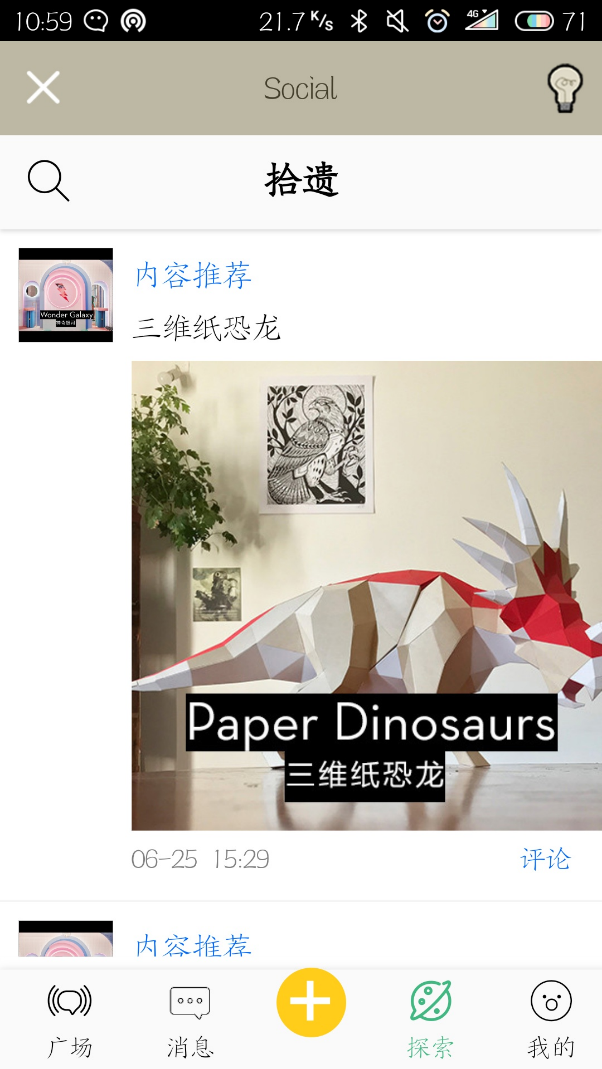 10:59 21.7 K/s 4G 71
Social
拾遗
Wonder Galaxy
内容推荐
三维纸恐龙
Paper Dinosaurs
三维纸恐龙
06-25 15:29
评论
内容推荐
广场
消息
探索
我的